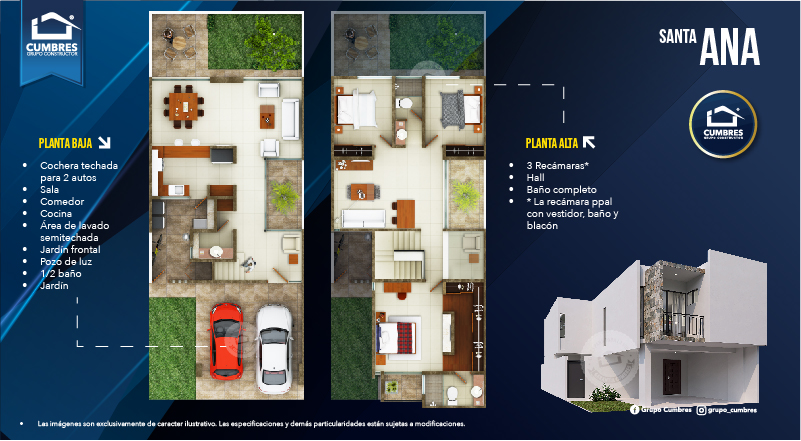 CUMBRES
GRUPO CONSTRUCTOR
SANTA ANA
CUMBRES
GRUPO CONSTRUCTOR
PLANTA BAJA
• Cochera techada
para 2 autos
• Sala
• Comedor
• Cocina
• Área de lavado
semitechada
• Jardín frontal
• Pozo de luz
• 1/2 baño
• Jardín
PLANTA ALTA
• 3 Recámaras*
• Hall
• Baño completo
• * La recámara ppal
con vestidor, baño y
blacón
Grupo Cumbres
grupo_cumbres
• Las imágenes son exclusivamente de caracter ilustrativo. Las especificaciones y demás particularidades están sujetas a modificaciones.